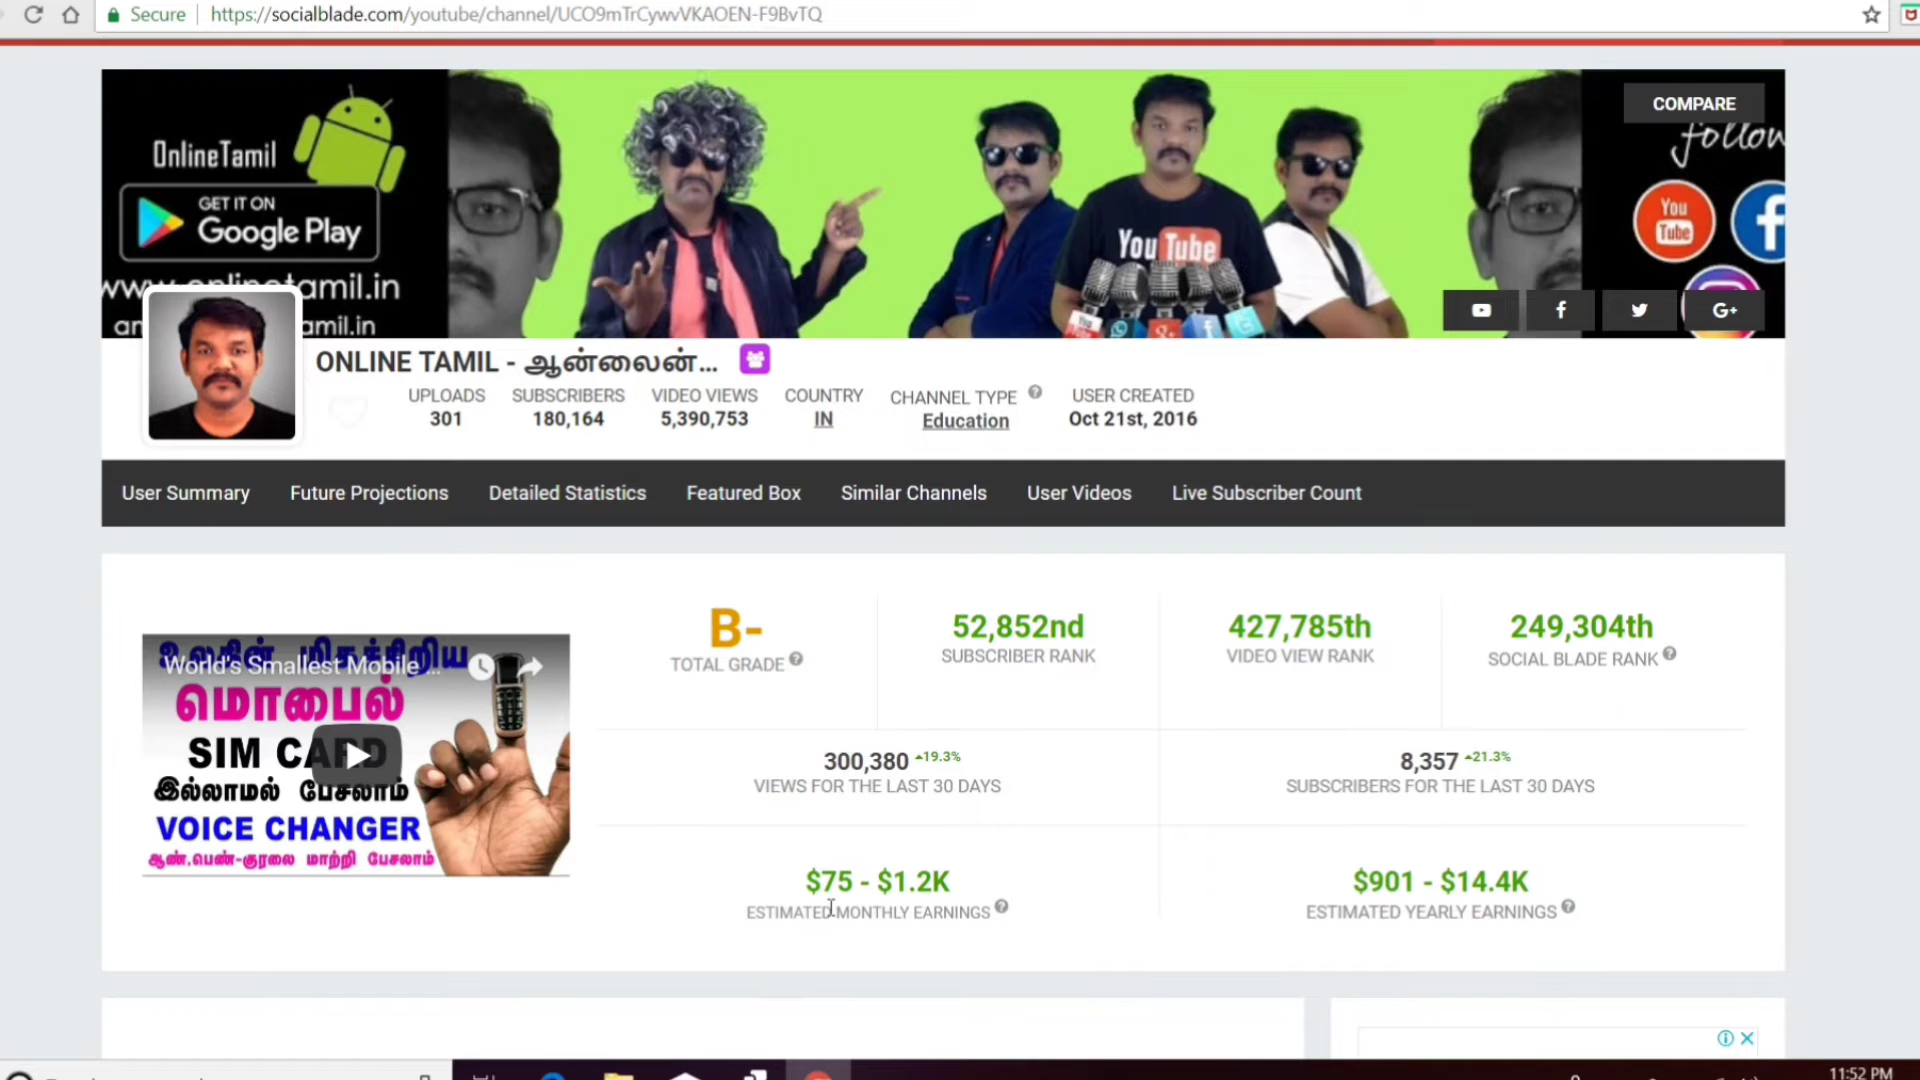 Secure
https://socialblade.com/youtube/channel/UCO9mTrCywvVKAOEN-F9BvTQ
COMPARE
OnlineTamil
GET IT ON
Google Play
follow
You Tube
YouTube
ONLINE TAMIL - ஆன்லைன்...
UPLOADS
301
SUBSCRIBERS
180,164
VIDEO VIEWS
5,390,753
COUNTRY
IN
CHANNEL TYPE
Education
USER CREATED
Oct 21st, 2016
User Summary
Future Projections
Detailed Statistics
Featured Box
Similar Channels
User Videos
Live Subscriber Count
World's Smallest Mobile ...
மொபைல்
SIM CARD
இல்லாமல் பேசலாம்
VOICE CHANGER
ஆண்,பெண்-குரலை மாற்றி பேசலாம்
B-
TOTAL GRADE
52,852nd
SUBSCRIBER RANK
427,785th
VIDEO VIEW RANK
249,304th
SOCIAL BLADE RANK
300,380 19.3%
VIEWS FOR THE LAST 30 DAYS
8,357 21.3%
SUBSCRIBERS FOR THE LAST 30 DAYS
$75 - $1.2K
ESTIMATED MONTHLY EARNINGS
$901 - $14.4K
ESTIMATED YEARLY EARNINGS
11:52 PM